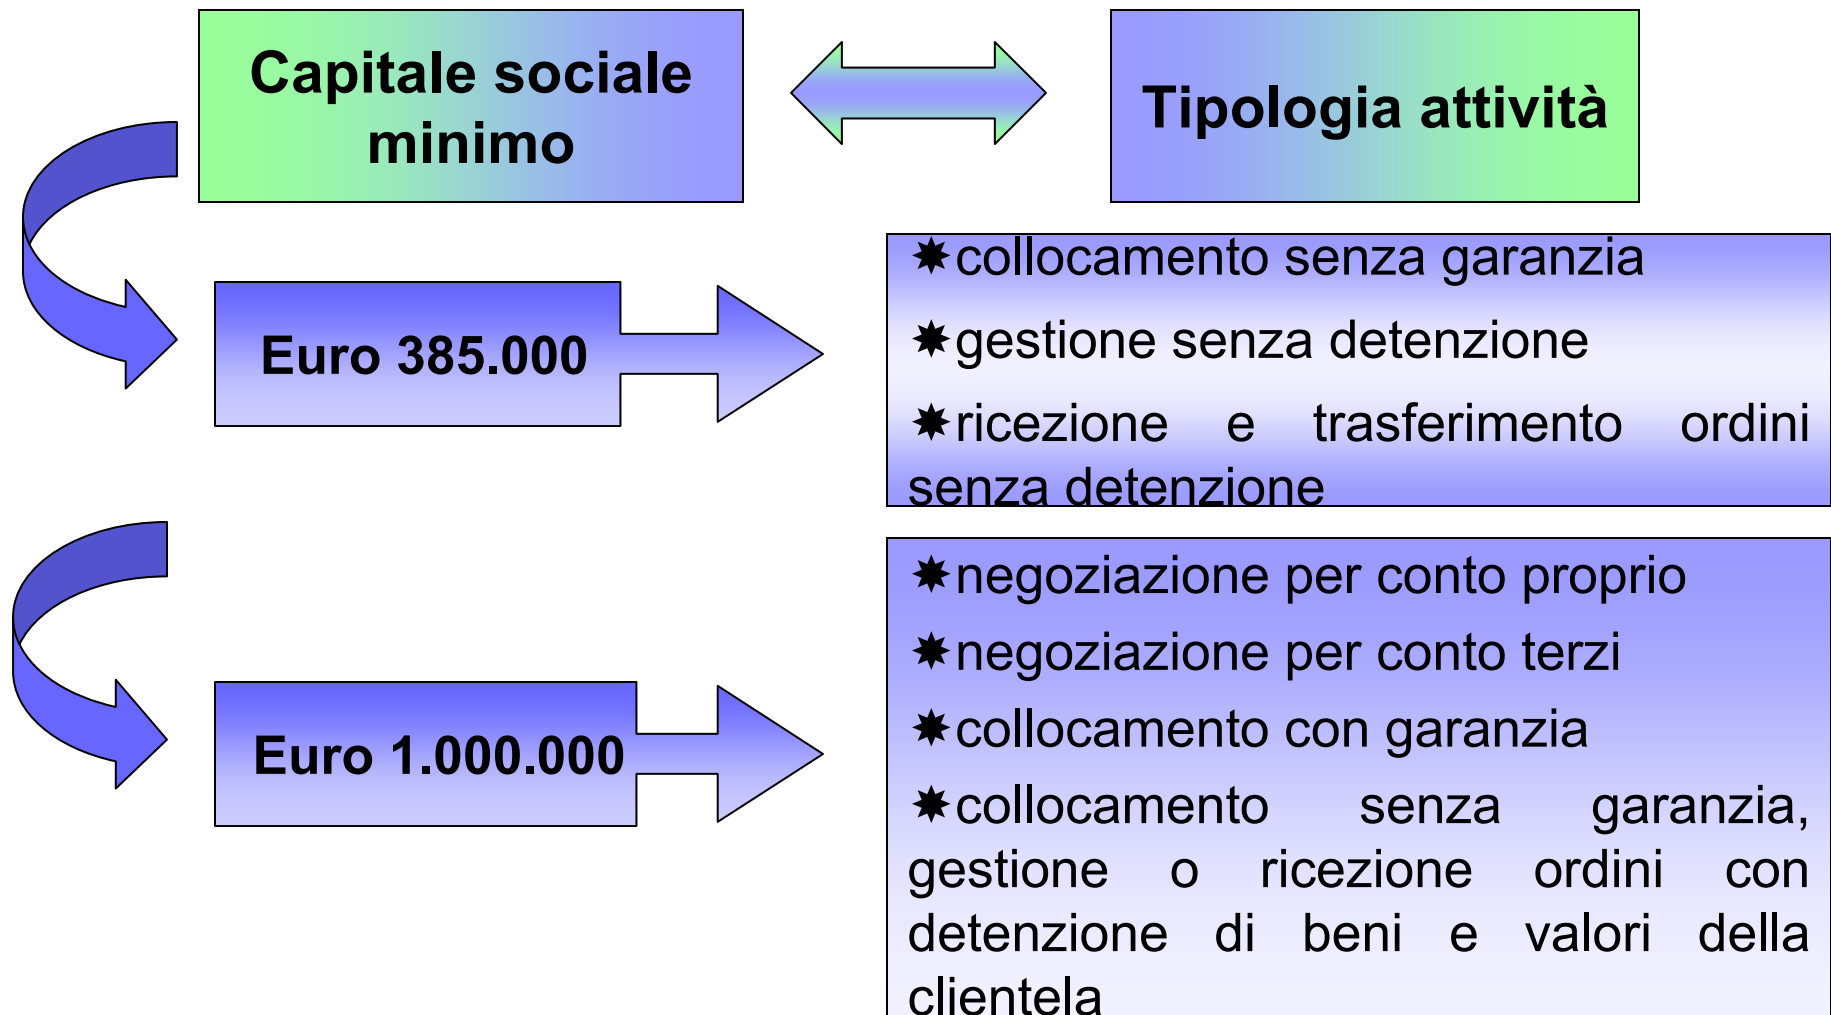 Capitale sociale
minimo
Tipologia attività
Euro 385.000
✸collocamento senza garanzia
✸gestione senza detenzione
✸ricezione e trasferimento ordini
senza detenzione
Euro 1.000.000
✸negoziazione per conto proprio
✸negoziazione per conto terzi
✸collocamento con garanzia
✸collocamento senza garanzia,
gestione o ricezione ordini con
detenzione di beni e valori della
clientela